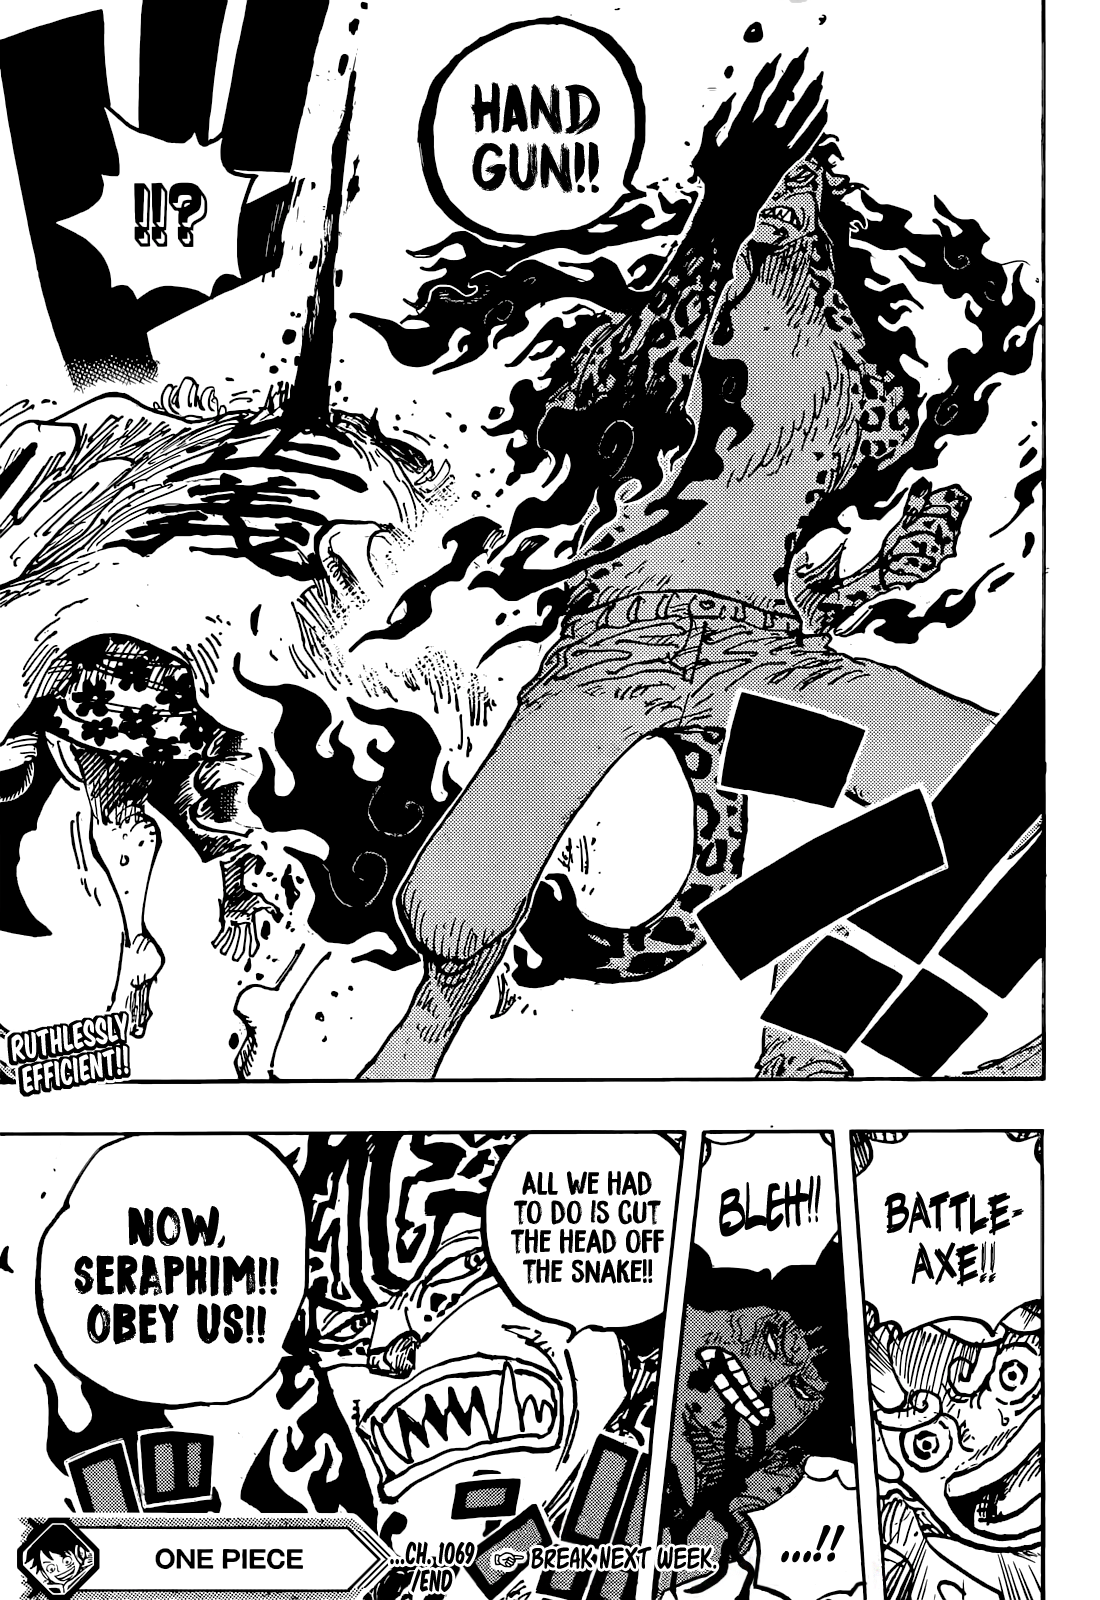 HAND
GUN!!
!!?
RUTHLESSLY
EFFICIENT!!
BATTLE-
AXE!!
BLEH!!
...!!
ALL WE HAD
TO DO IS CUT
THE HEAD OFF
THE SNAKE!!
NOW,
SERAPHIM!!
OBEY US!!
ONE PIECE
...CH. 1069
/END
☞ BREAK NEXT WEEK.